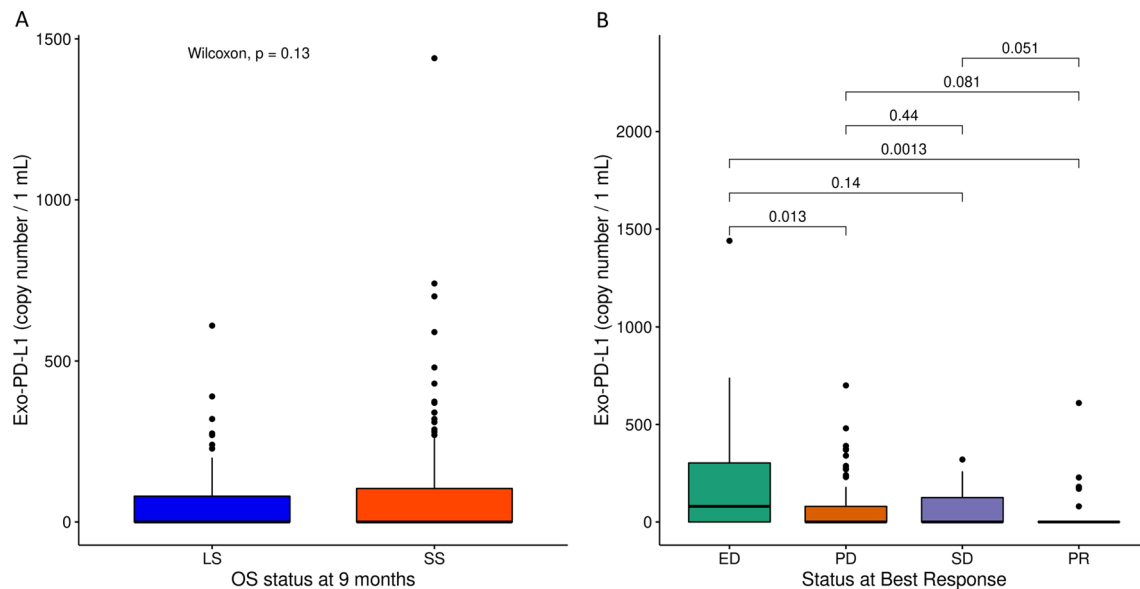 A
Wilcoxon, p = 0.13
Exo-PD-L1 (copy number / 1 mL)
1500
1000
500
0
LS
SS
OS status at 9 months
B
0.051
0.081
0.44
0.0013
0.14
0.013
Exo-PD-L1 (copy number / 1 mL)
2000
1500
1000
500
0
ED
PD
SD
PR
Status at Best Response